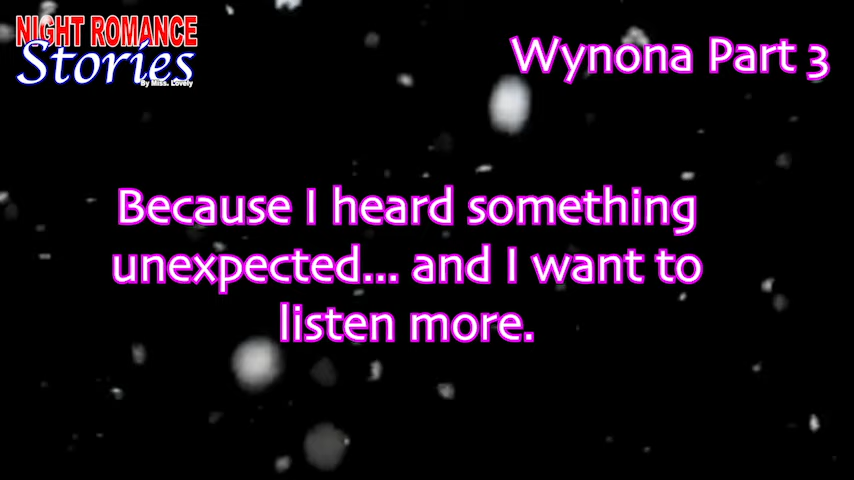 NIGHT ROMANCE
Stories
By Miss. Lovely
Wynona Part 3
Because I heard something
unexpected... and I want to
listen more.